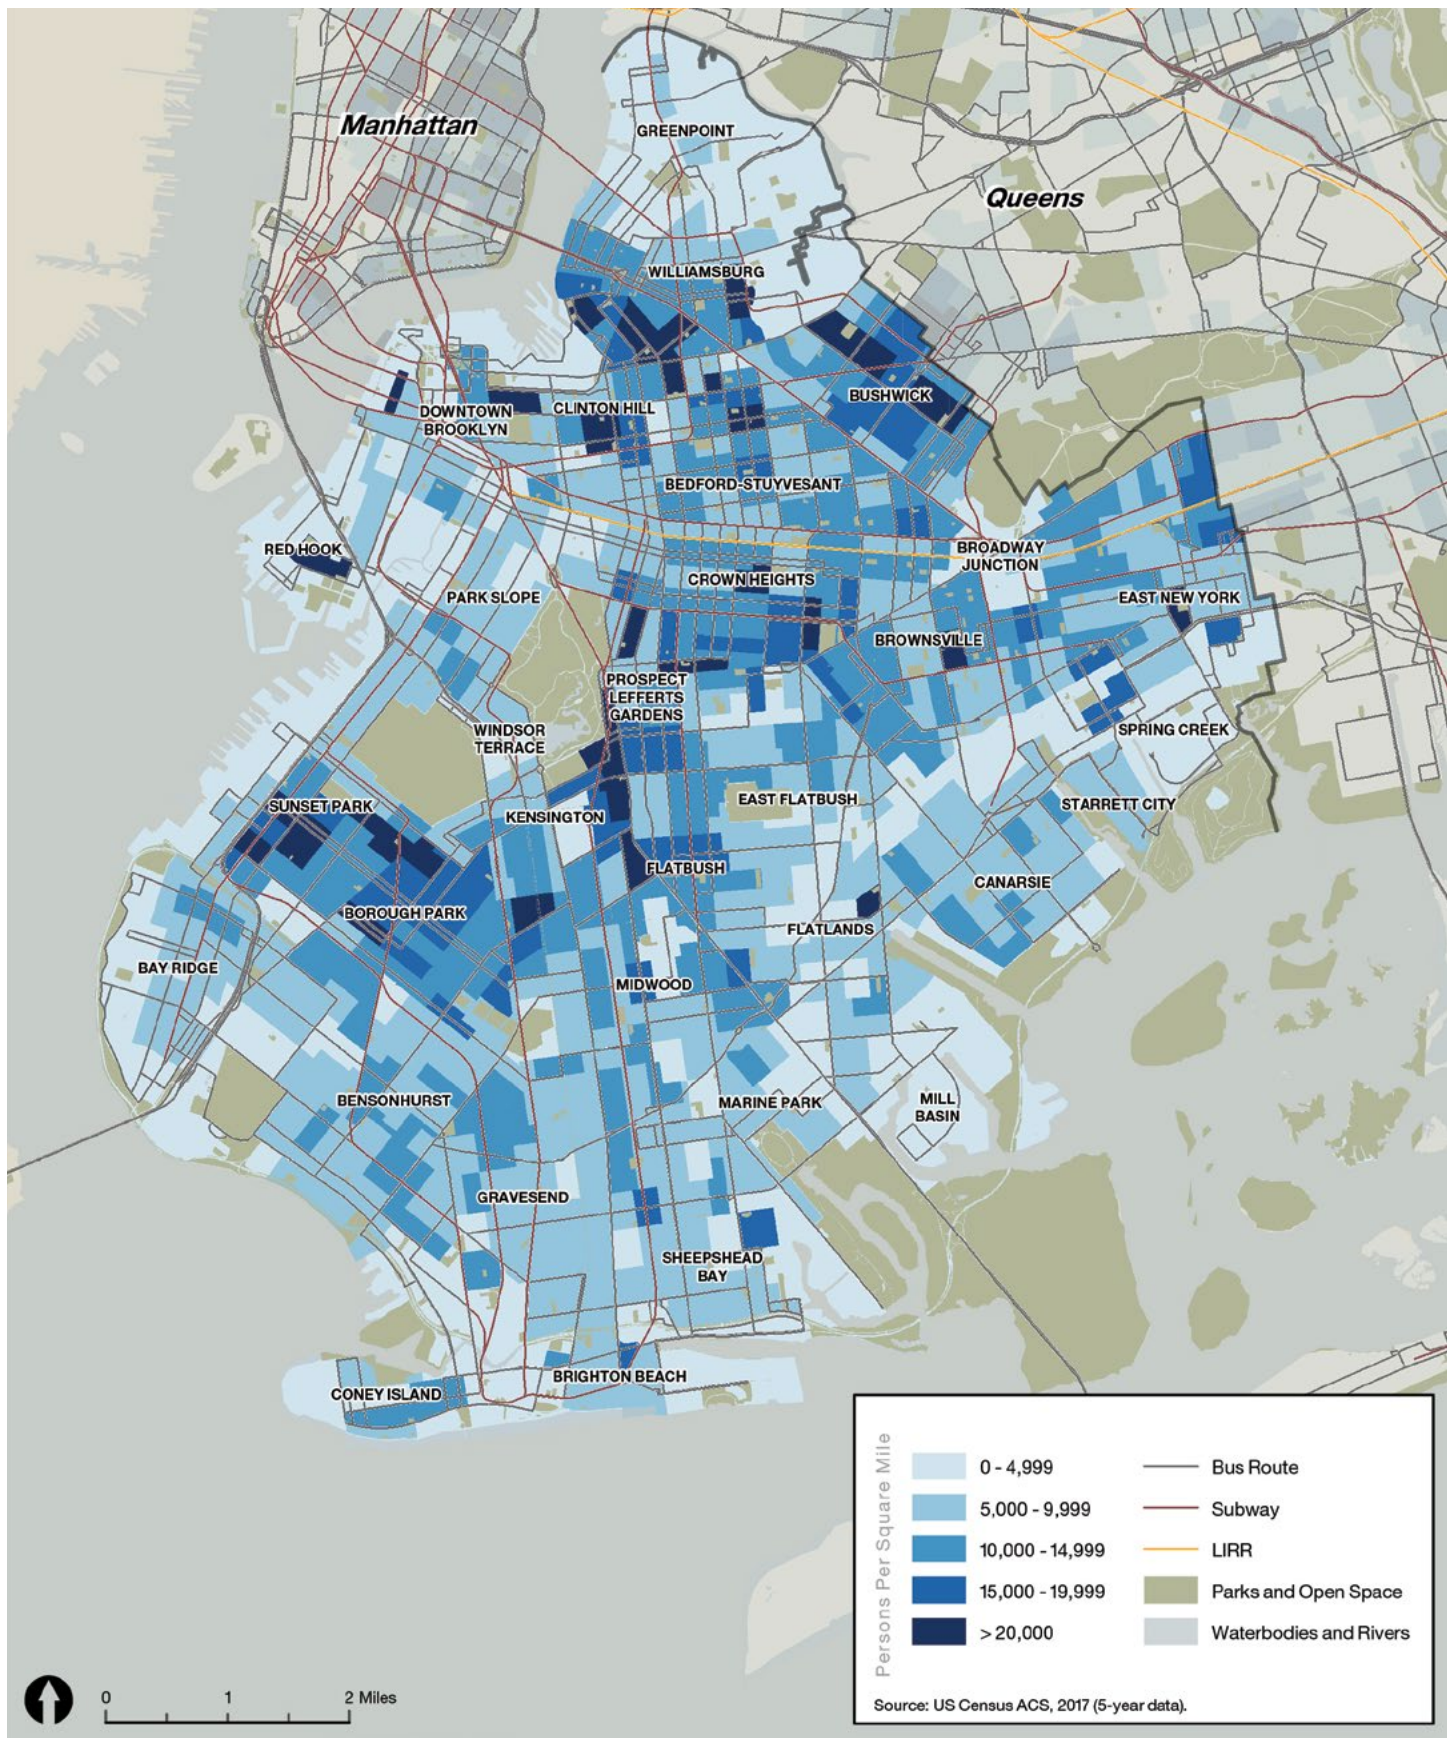 Manhattan
GREENPOINT
Queens
WILLIAMSBURG
BUSHWICK
DOWNTOWN
BROOKLYN
CLINTON HILL
BEDFORD-STUYVESANT
RED HOOK
BROADWAY
JUNCTION
CROWN HEIGHTS
PARK SLOPE
EAST NEW YORK
BROWNSVILLE
PROSPECT
LEFFERTS
GARDENS
WINDSOR
TERRACE
SPRING CREEK
SUNSET PARK
EAST FLATBUSH
STARRETT CITY
KENSINGTON
FLATBUSH
CANARSIE
BOROUGH PARK
FLATLANDS
BAY RIDGE
MIDWOOD
BENSONHURST
MARINE PARK
MILL
BASIN
GRAVESEND
SHEEPSHEAD
BAY
BRIGHTON BEACH
CONEY ISLAND
Persons Per Square Mile
0 - 4,999
5,000 - 9,999
10,000 - 14,999
15,000 - 19,999
> 20,000
Bus Route
Subway
LIRR
Parks and Open Space
Waterbodies and Rivers
Source: US Census ACS, 2017 (5-year data).
0 1 2 Miles